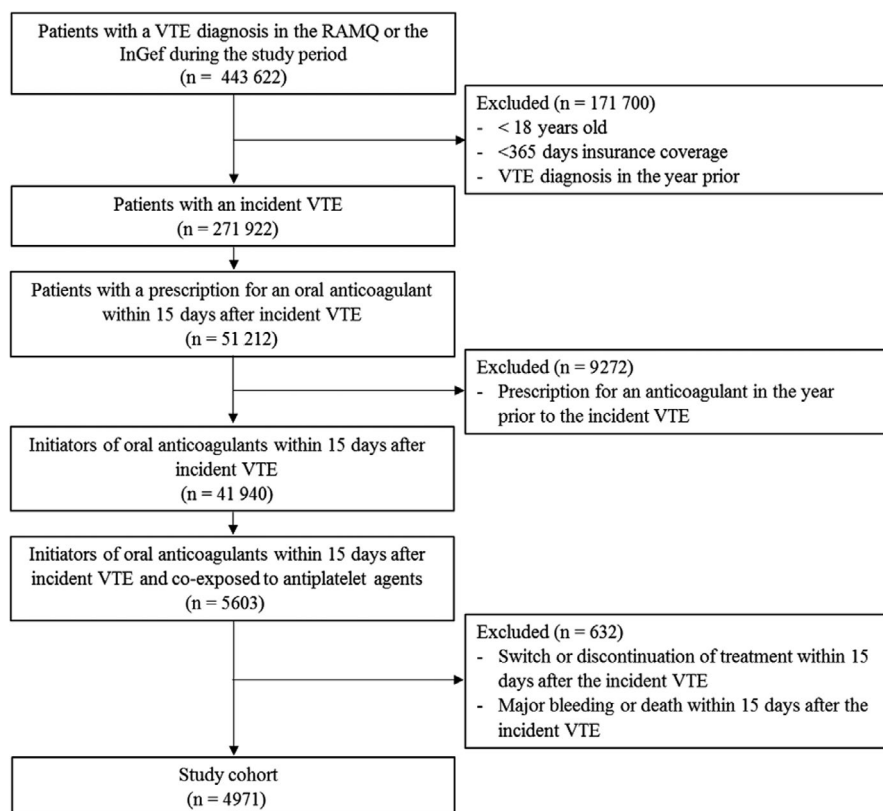 Patients with a VTE diagnosis in the RAMQ or the
InGef during the study period
(n = 443 622)
Excluded (n = 171 700)
- < 18 years old
- <365 days insurance coverage
- VTE diagnosis in the year prior
Patients with an incident VTE
(n = 271 922)
Patients with a prescription for an oral anticoagulant
within 15 days after incident VTE
(n = 51 212)
Excluded (n = 9272)
- Prescription for an anticoagulant in the year
prior to the incident VTE
Initiators of oral anticoagulants within 15 days after
incident VTE
(n = 41 940)
Initiators of oral anticoagulants within 15 days after
incident VTE and co-exposed to antiplatelet agents
(n = 5603)
Excluded (n = 632)
- Switch or discontinuation of treatment within 15
days after the incident VTE
- Major bleeding or death within 15 days after the
incident VTE
Study cohort
(n = 4971)